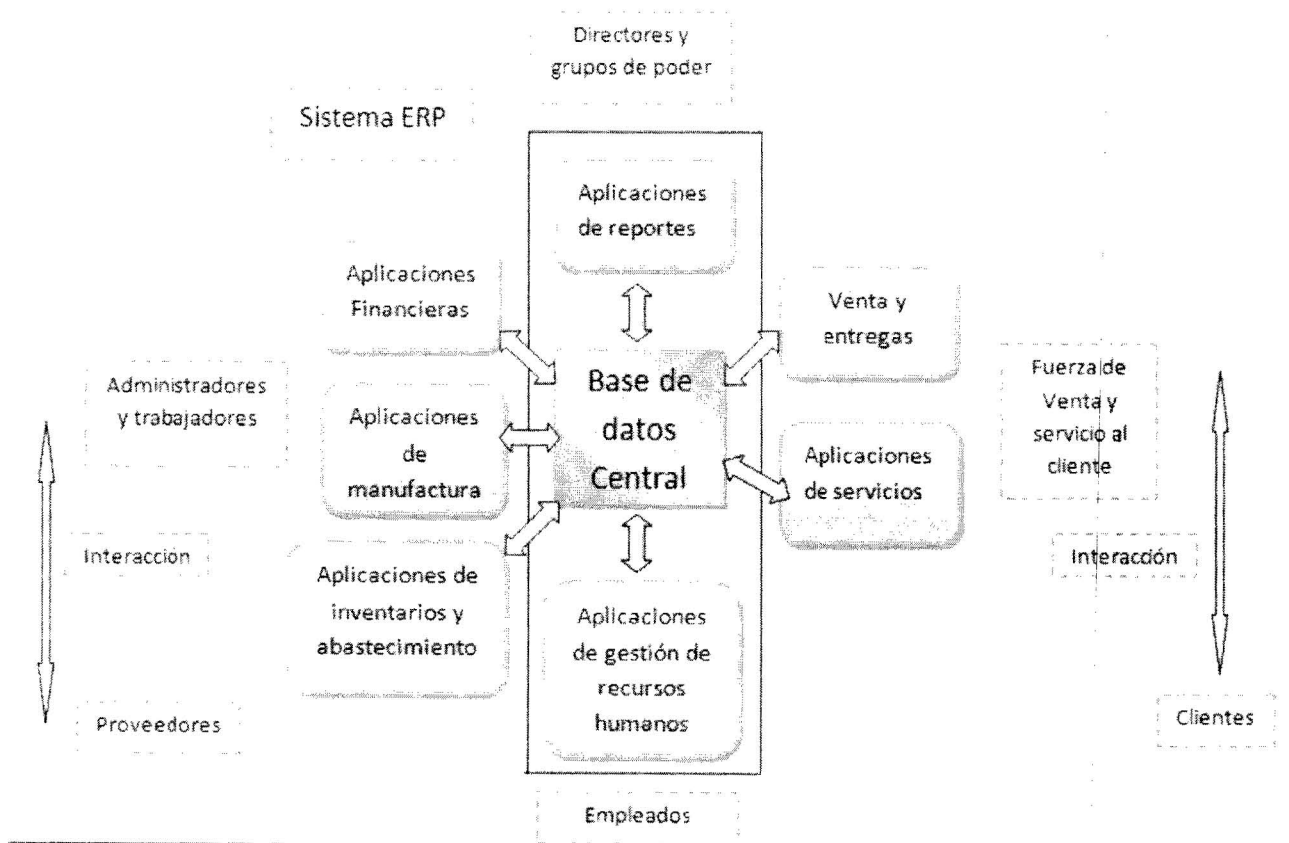 Directores y
grupos de poder
Sistema ERP
Aplicaciones
de reportes
Aplicaciones
Financieras
Venta y
entregas
Administradores
y trabajadores
Aplicaciones
de
manufactura
Base de
datos
Central
Fuerza de
Venta y
servicio al
cliente
Aplicaciones
de servicios
Interacción
Aplicaciones de
inventarios y
abastecimiento
Aplicaciones
de gestión de
recursos
humanos
Interacción
Proveedores
Clientes
Empleados